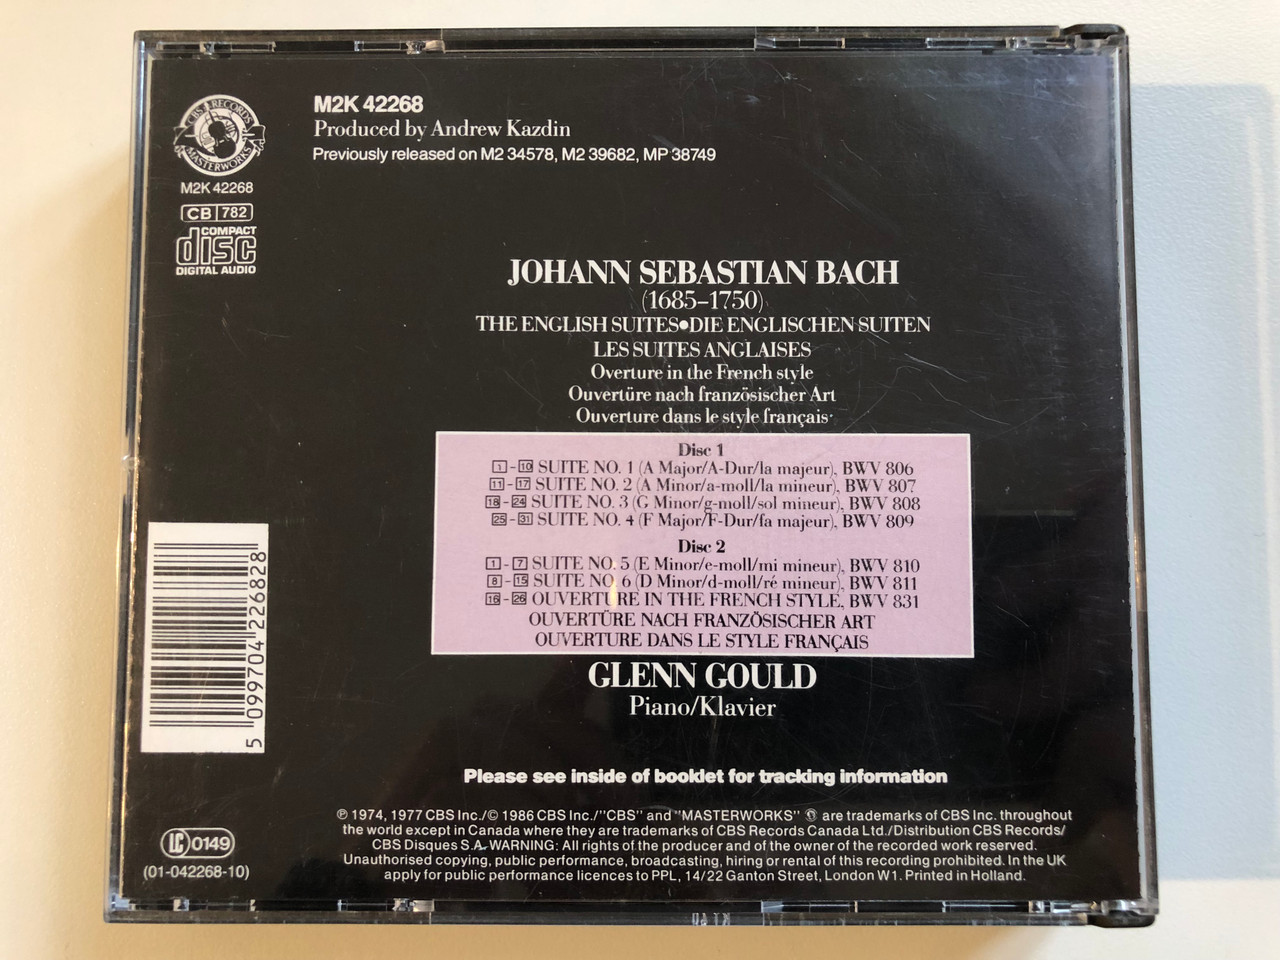 CBS RECORDS
MASTERWORKS
M2K 42268
CB 782
COMPACT
disc
DIGITAL AUDIO
M2K 42268
Produced by Andrew Kazdin
Previously released on M2 34578, M2 39682, MP 38749
JOHANN SEBASTIAN BACH
(1685–1750)
THE ENGLISH SUITES•DIE ENGLISCHEN SUITEN
LES SUITES ANGLAISES
Overture in the French style
Ouvertüre nach französischer Art
Ouverture dans le style français
Disc 1
1 - 10 SUITE NO. 1 (A Major/A-Dur/la majeur), BWV 806
11 - 17 SUITE NO. 2 (A Minor/a-moll/la mineur), BWV 807
18 - 24 SUITE NO. 3 (G Minor/g-moll/sol mineur), BWV 808
25 - 31 SUITE NO. 4 (F Major/F-Dur/fa majeur), BWV 809
Disc 2
1 - 7 SUITE NO. 5 (E Minor/e-moll/mi mineur), BWV 810
8 - 15 SUITE NO. 6 (D Minor/d-moll/ré mineur), BWV 811
16 - 26 OUVERTURE IN THE FRENCH STYLE, BWV 831
OUVERTÜRE NACH FRANZÖSISCHER ART
OUVERTURE DANS LE STYLE FRANÇAIS
GLENN GOULD
Piano/Klavier
Please see inside of booklet for tracking information
5 099704 226828
LC 0149
(01-042268-10)
℗ 1974, 1977 CBS Inc./© 1986 CBS Inc./"CBS" and "MASTERWORKS" are trademarks of CBS Inc. throughout
the world except in Canada where they are trademarks of CBS Records Canada Ltd./Distribution CBS Records/
CBS Disques S.A. WARNING: All rights of the producer and of the owner of the recorded work reserved.
Unauthorised copying, public performance, broadcasting, hiring or rental of this recording prohibited. In the UK
apply for public performance licences to PPL, 14/22 Ganton Street, London W1. Printed in Holland.